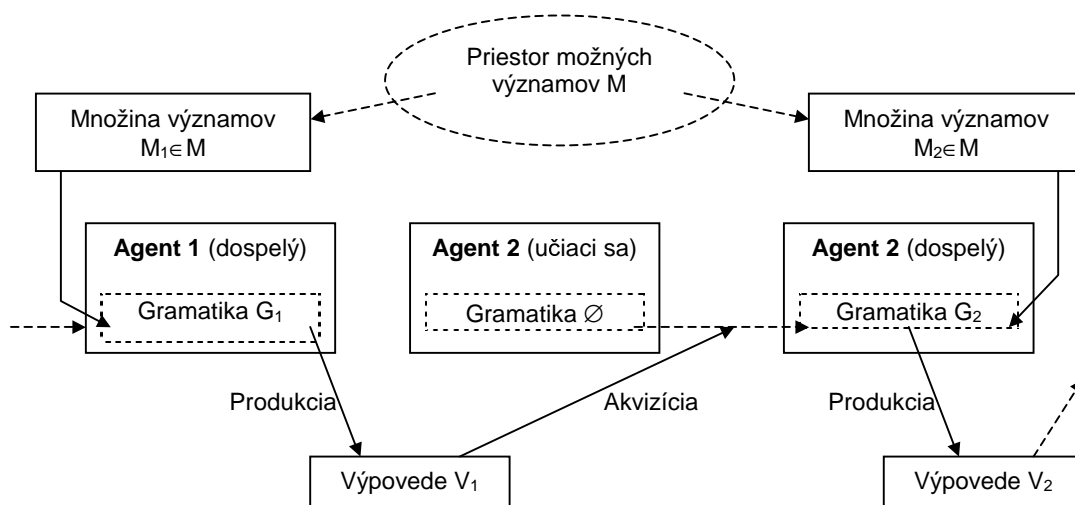 Priestor možných
významov M
Množina významov
M₁∈M
Množina významov
M₂∈M
Agent 1 (dospelý)
Gramatika G₁
Agent 2 (učiaci sa)
Gramatika ∅
Agent 2 (dospelý)
Gramatika G₂
Produkcia
Akvizícia
Produkcia
Výpovede V₁
Výpovede V₂